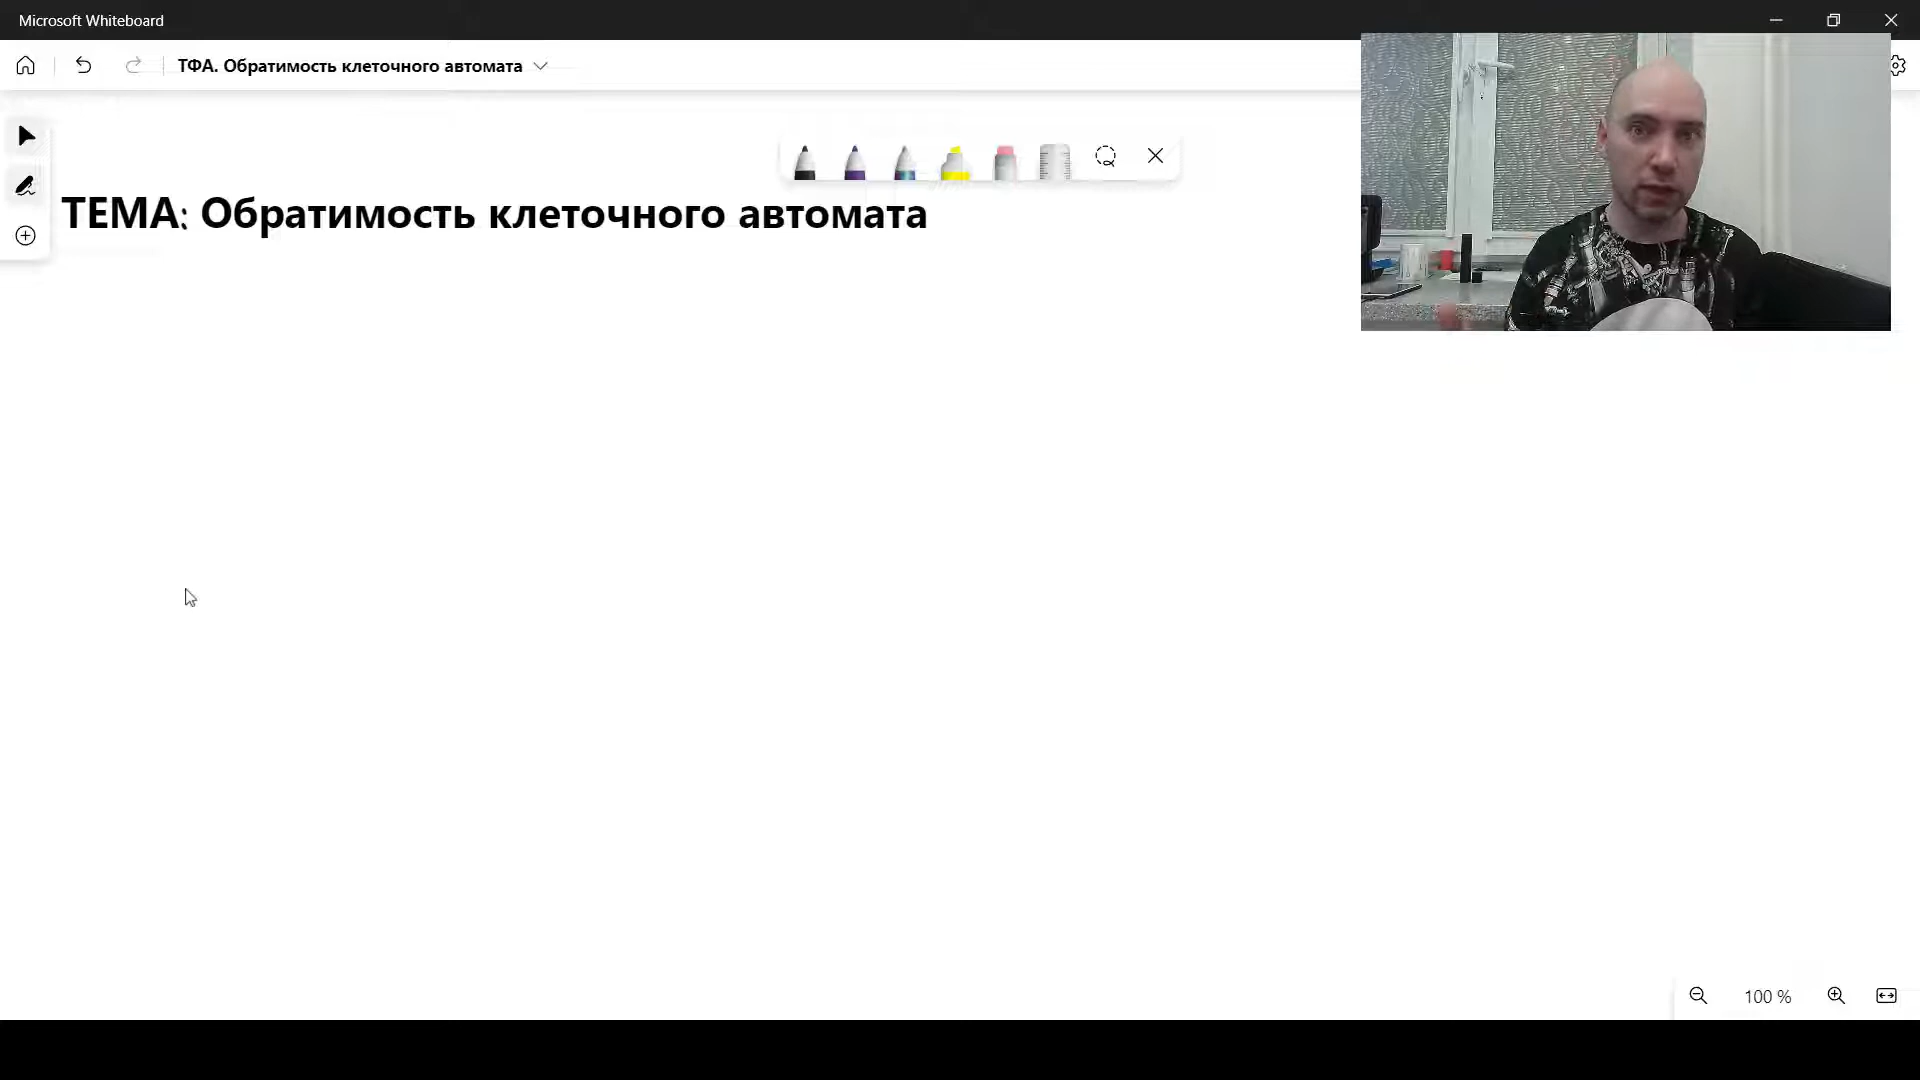 Microsoft Whiteboard
ТФА. Обратимость клеточного автомата
ТЕМА: Обратимость клеточного автомата
100 %